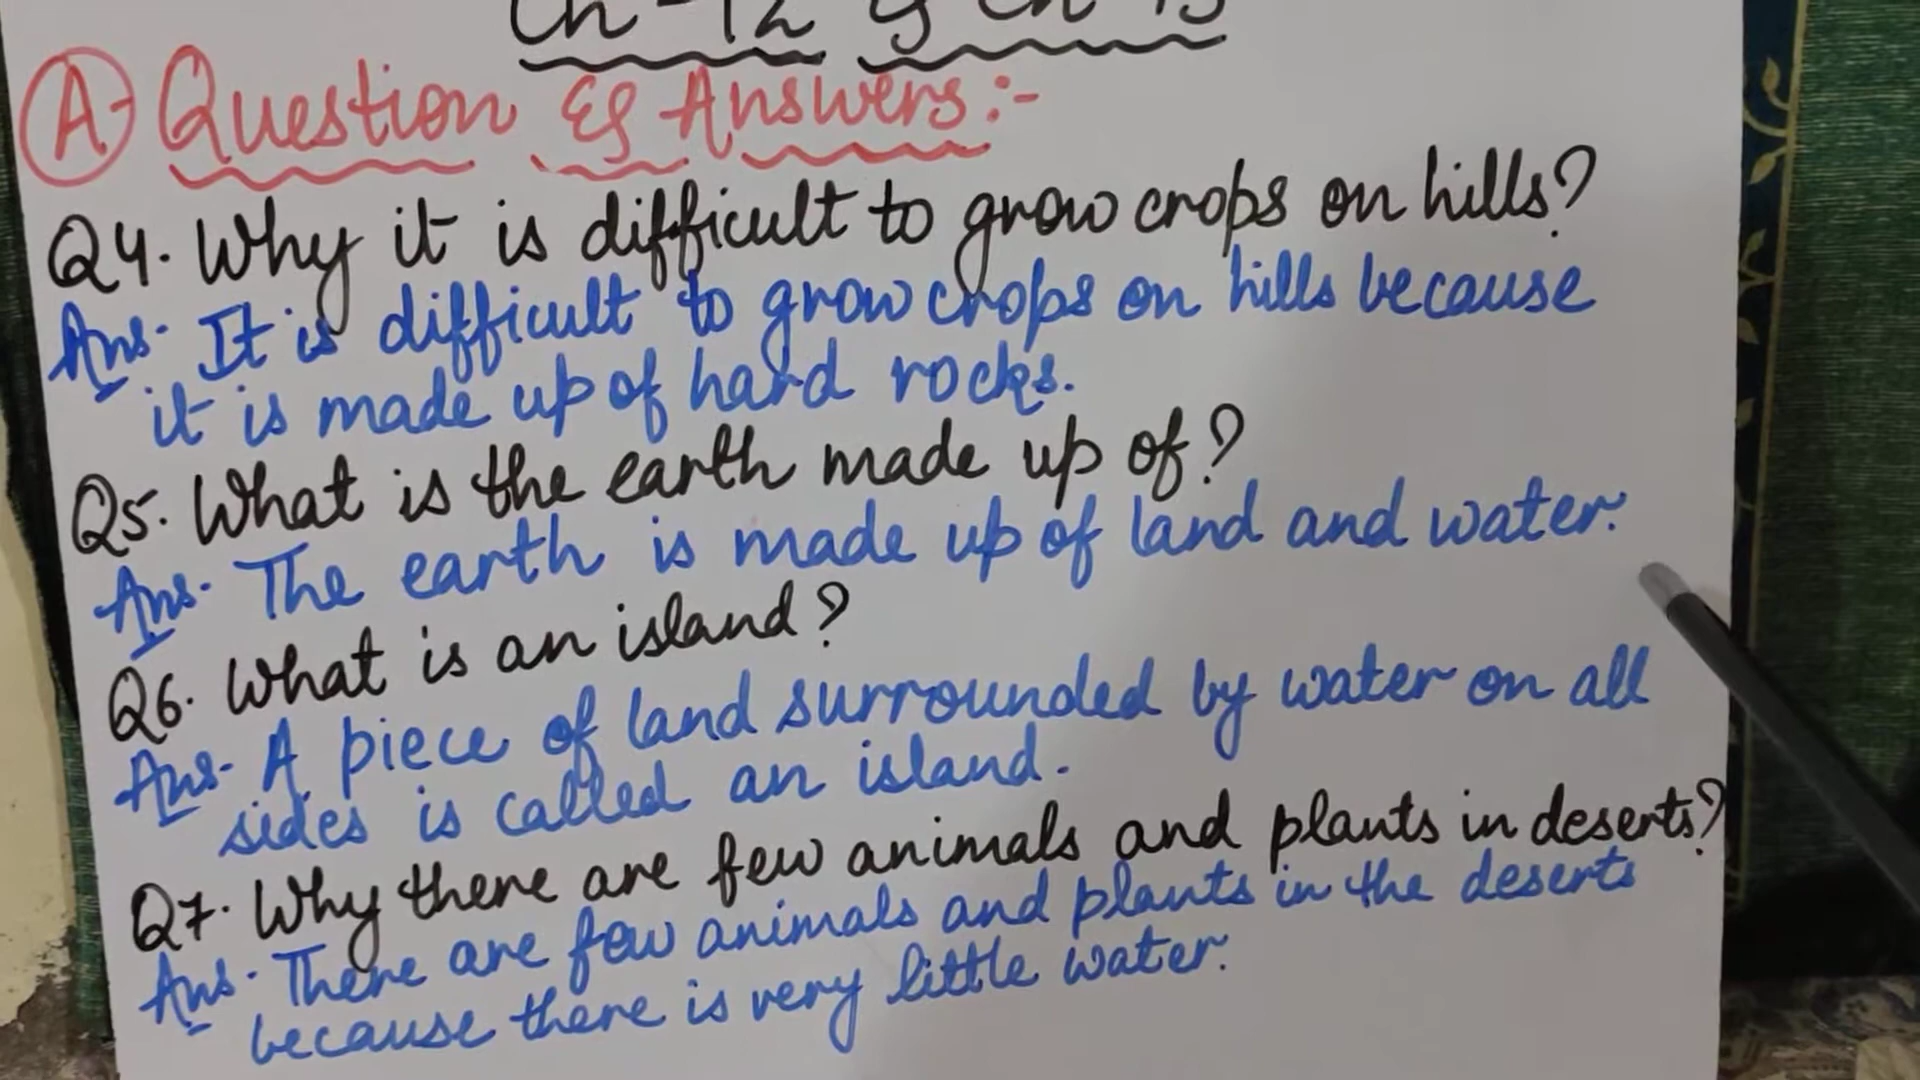 Ch-12 & Ch-13
A- Question & Answers:-
Q4. Why it is difficult to grow crops on hills?
Ans- It is difficult to grow crops on hills because
it is made up of hard rocks.
Q5. What is the earth made up of?
Ans- The earth is made up of land and water.
Q6. What is an island?
Ans- A piece of land surrounded by water on all
sides is called an island.
Q7. Why there are few animals and plants in deserts?
Ans- There are few animals and plants in the deserts
because there is very little water.